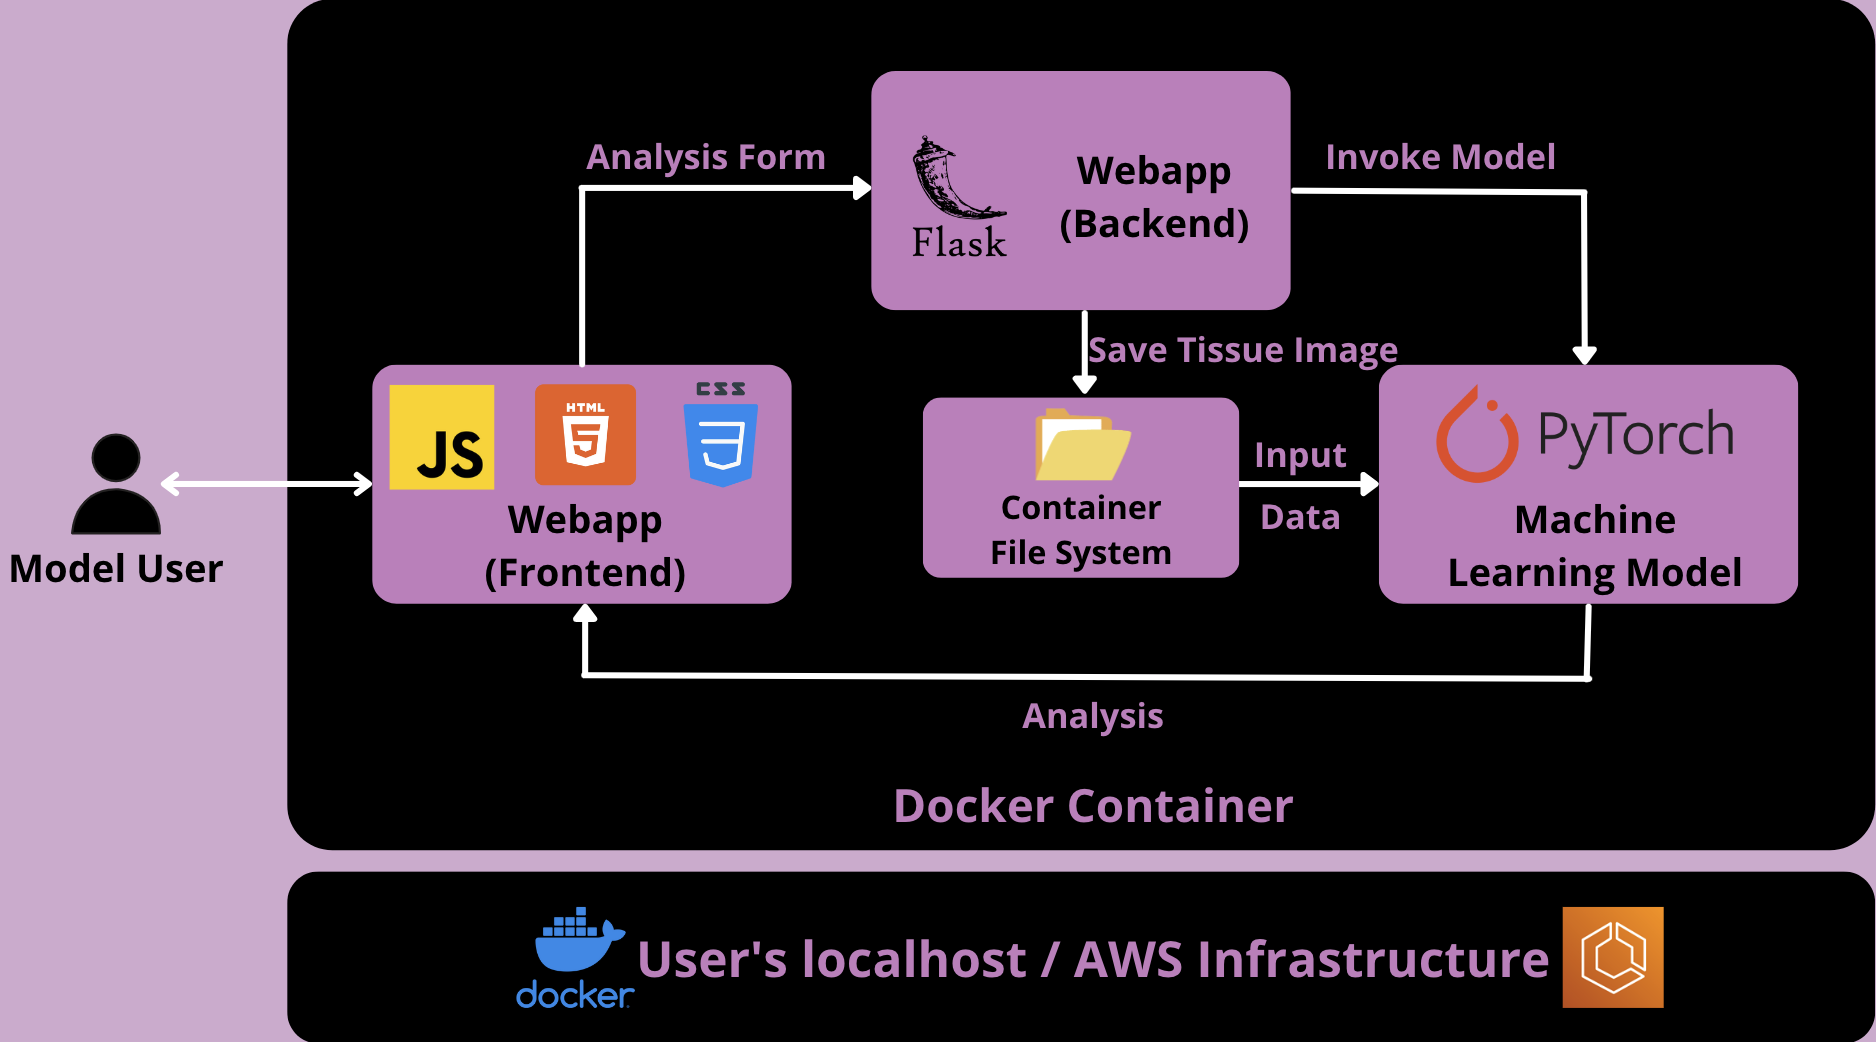 Analysis Form
Flask
Webapp
(Backend)
Invoke Model
Save Tissue Image
JS
HTML
5
CSS
3
Webapp
(Frontend)
Model User
Container
File System
Input
Data
PyTorch
Machine
Learning Model
Analysis
Docker Container
docker
User's localhost / AWS Infrastructure